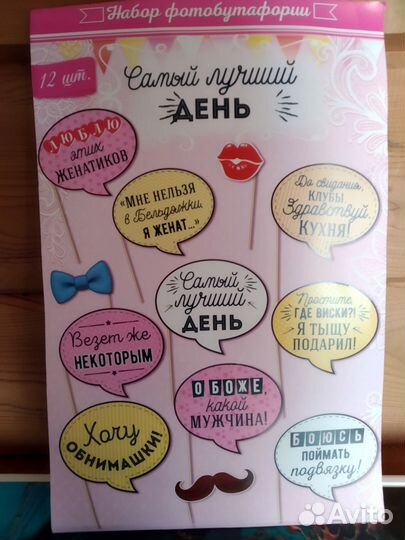 Набор фотобутафории
12 шт.
Самый лучший
ДЕНЬ
ЛЮБЛЮ
этих
ЖЕНАТИКОВ
«МНЕ НЕЛЬЗЯ
в Бельдяжки,
Я ЖЕНАТ...»
До свидания,
КЛУБЫ
Здравствуй,
КУХНЯ!
Самый
лучший
ДЕНЬ
Простите,
ГДЕ ВИСКИ?!
Я ТЫЩУ
ПОДАРИЛ!
Везет же
НЕКОТОРЫМ
О БОЖЕ
какой
МУЖЧИНА!
Хочу
ОБНИМАШКИ!
БОЮСЬ
ПОЙМАТЬ
подвязку!
Avito